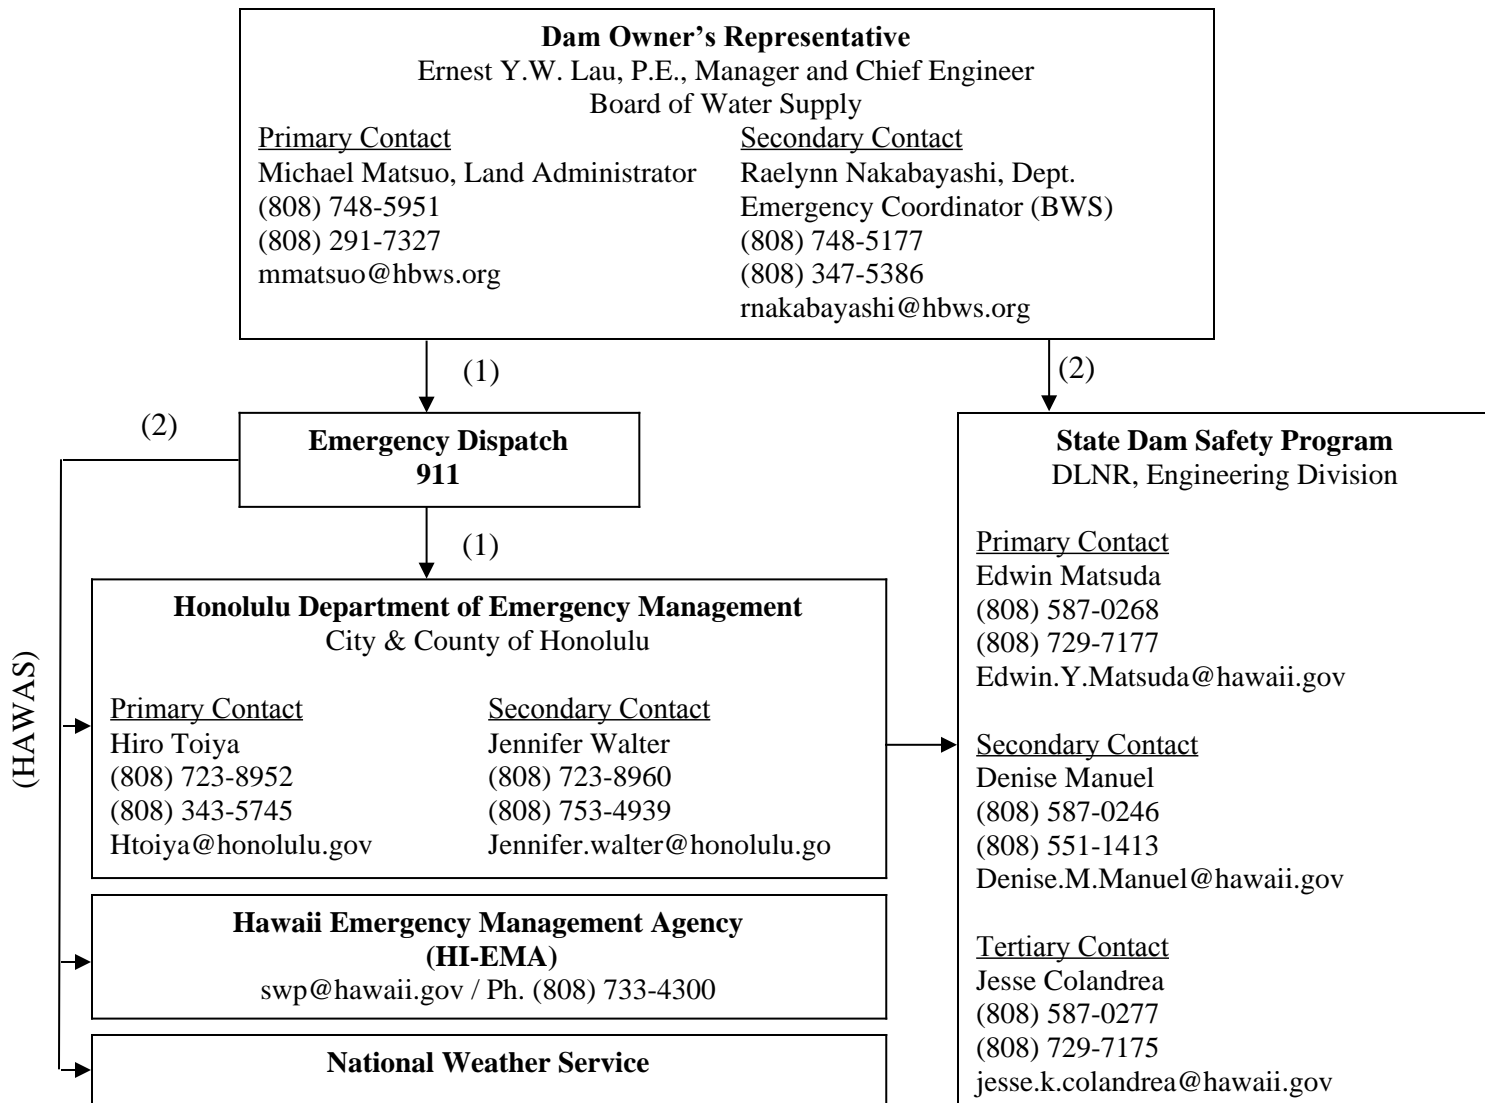 Dam Owner’s Representative
Ernest Y.W. Lau, P.E., Manager and Chief Engineer
Board of Water Supply
Primary Contact
Michael Matsuo, Land Administrator
(808) 748-5951
(808) 291-7327
mmatsuo@hbws.org
Secondary Contact
Raelynn Nakabayashi, Dept.
Emergency Coordinator (BWS)
(808) 748-5177
(808) 347-5386
rnakabayashi@hbws.org
(1)
(2)
(2)
Emergency Dispatch
911
(1)
(HAWAS)
Honolulu Department of Emergency Management
City & County of Honolulu
Primary Contact
Hiro Toiya
(808) 723-8952
(808) 343-5745
Htoiya@honolulu.gov
Secondary Contact
Jennifer Walter
(808) 723-8960
(808) 753-4939
Jennifer.walter@honolulu.go
Hawaii Emergency Management Agency
(HI-EMA)
swp@hawaii.gov / Ph. (808) 733-4300
National Weather Service
State Dam Safety Program
DLNR, Engineering Division
Primary Contact
Edwin Matsuda
(808) 587-0268
(808) 729-7177
Edwin.Y.Matsuda@hawaii.gov
Secondary Contact
Denise Manuel
(808) 587-0246
(808) 551-1413
Denise.M.Manuel@hawaii.gov
Tertiary Contact
Jesse Colandrea
(808) 587-0277
(808) 729-7175
jesse.k.colandrea@hawaii.gov